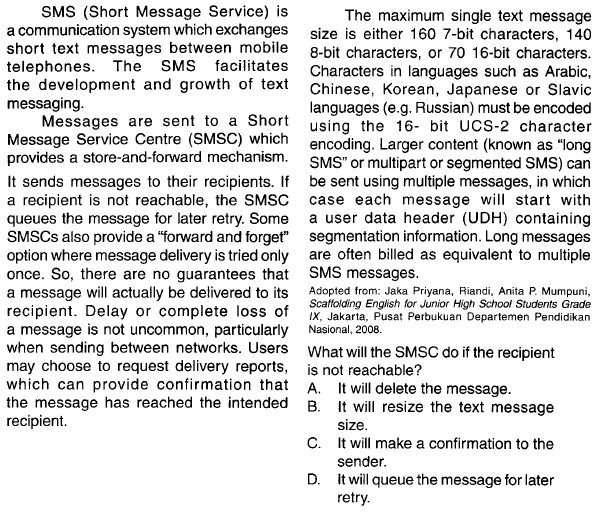 SMS (Short Message Service) is
a communication system which exchanges
short text messages between mobile
telephones. The SMS facilitates
the development and growth of text
messaging.
Messages are sent to a Short
Message Service Centre (SMSC) which
provides a store-and-forward mechanism.
It sends messages to their recipients. If
a recipient is not reachable, the SMSC
queues the message for later retry. Some
SMSCs also provide a "forward and forget"
option where message delivery is tried only
once. So, there are no guarantees that
a message will actually be delivered to its
recipient. Delay or complete loss of
a message is not uncommon, particularly
when sending between networks. Users
may choose to request delivery reports,
which can provide confirmation that
the message has reached the intended
recipient.
The maximum single text message
size is either 160 7-bit characters, 140
8-bit characters, or 70 16-bit characters.
Characters in languages such as Arabic,
Chinese, Korean, Japanese or Slavic
languages (e.g. Russian) must be encoded
using the 16- bit UCS-2 character
encoding. Larger content (known as "long
SMS" or multipart or segmented SMS) can
be sent using multiple messages, in which
case each message will start with
a user data header (UDH) containing
segmentation information. Long messages
are often billed as equivalent to multiple
SMS messages.
Adopted from: Jaka Priyana, Riandi, Anita P. Mumpuni,
Scaffolding English for Junior High School Students Grade
IX, Jakarta, Pusat Perbukuan Departemen Pendidikan
Nasional, 2008.
What will the SMSC do if the recipient
is not reachable?
A. It will delete the message.
B. It will resize the text message
size.
C. It will make a confirmation to the
sender.
D. It will queue the message for later
retry.